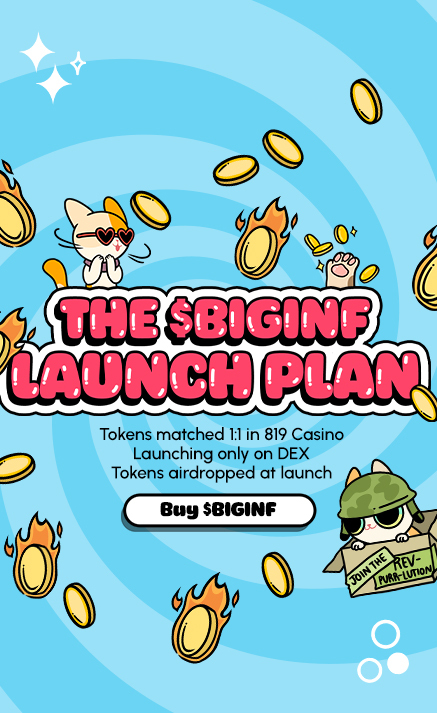 THE $BIGINF
LAUNCH PLAN
Tokens matched 1:1 in 819 Casino
Launching only on DEX
Tokens airdropped at launch
Buy $BIGINF
JOIN THE REV-
PURR-LUTION